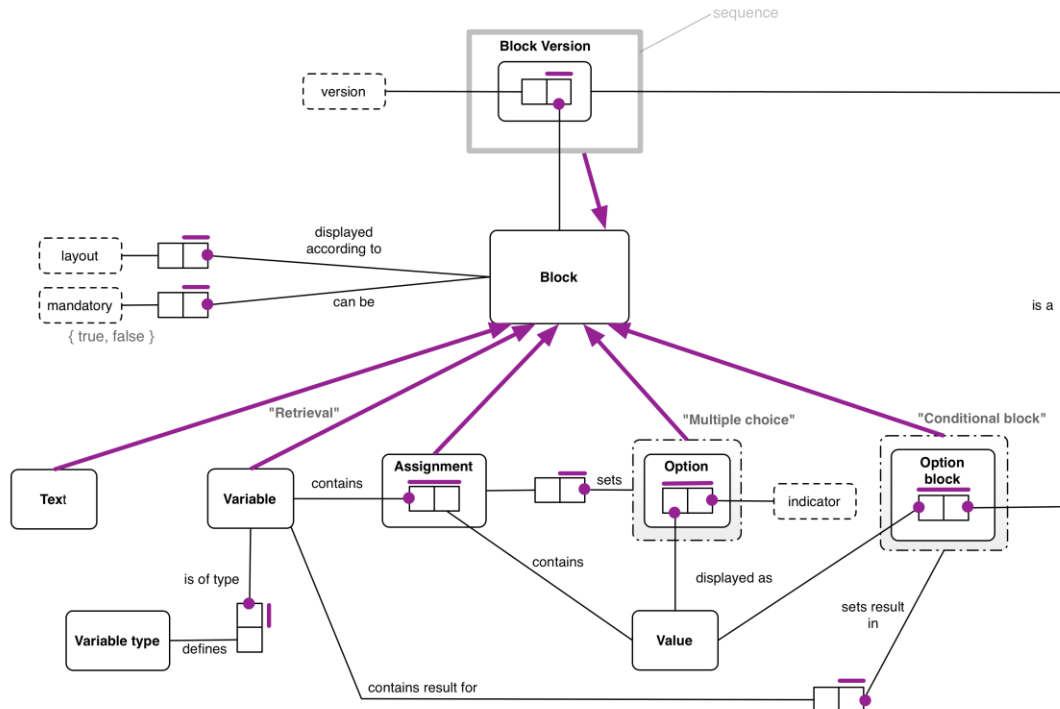 sequence
Block Version
version
displayed
according to
layout
Block
mandatory
can be
is a
{ true, false }
"Retrieval"
"Multiple choice"
"Conditional block"
Assignment
Option
Option
block
Text
Variable
contains
sets
indicator
contains
is of type
displayed as
sets result
in
Variable type
defines
Value
contains result for